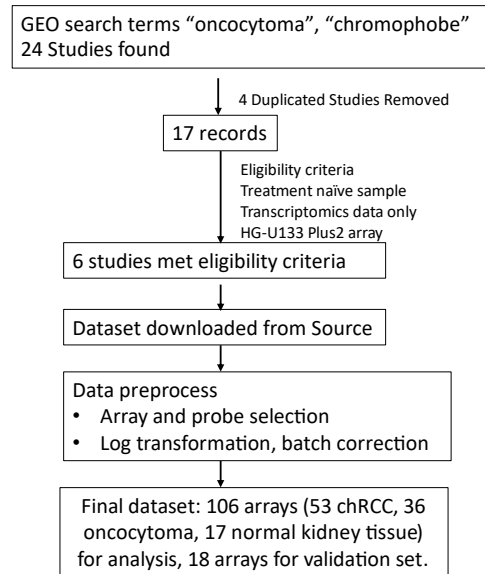 GEO search terms “oncocytoma”, “chromophobe”
24 Studies found
4 Duplicated Studies Removed
17 records
Eligibility criteria
Treatment naïve sample
Transcriptomics data only
HG-U133 Plus2 array
6 studies met eligibility criteria
Dataset downloaded from Source
Data preprocess
• Array and probe selection
• Log transformation, batch correction
Final dataset: 106 arrays (53 chRCC, 36
oncocytoma, 17 normal kidney tissue)
for analysis, 18 arrays for validation set.